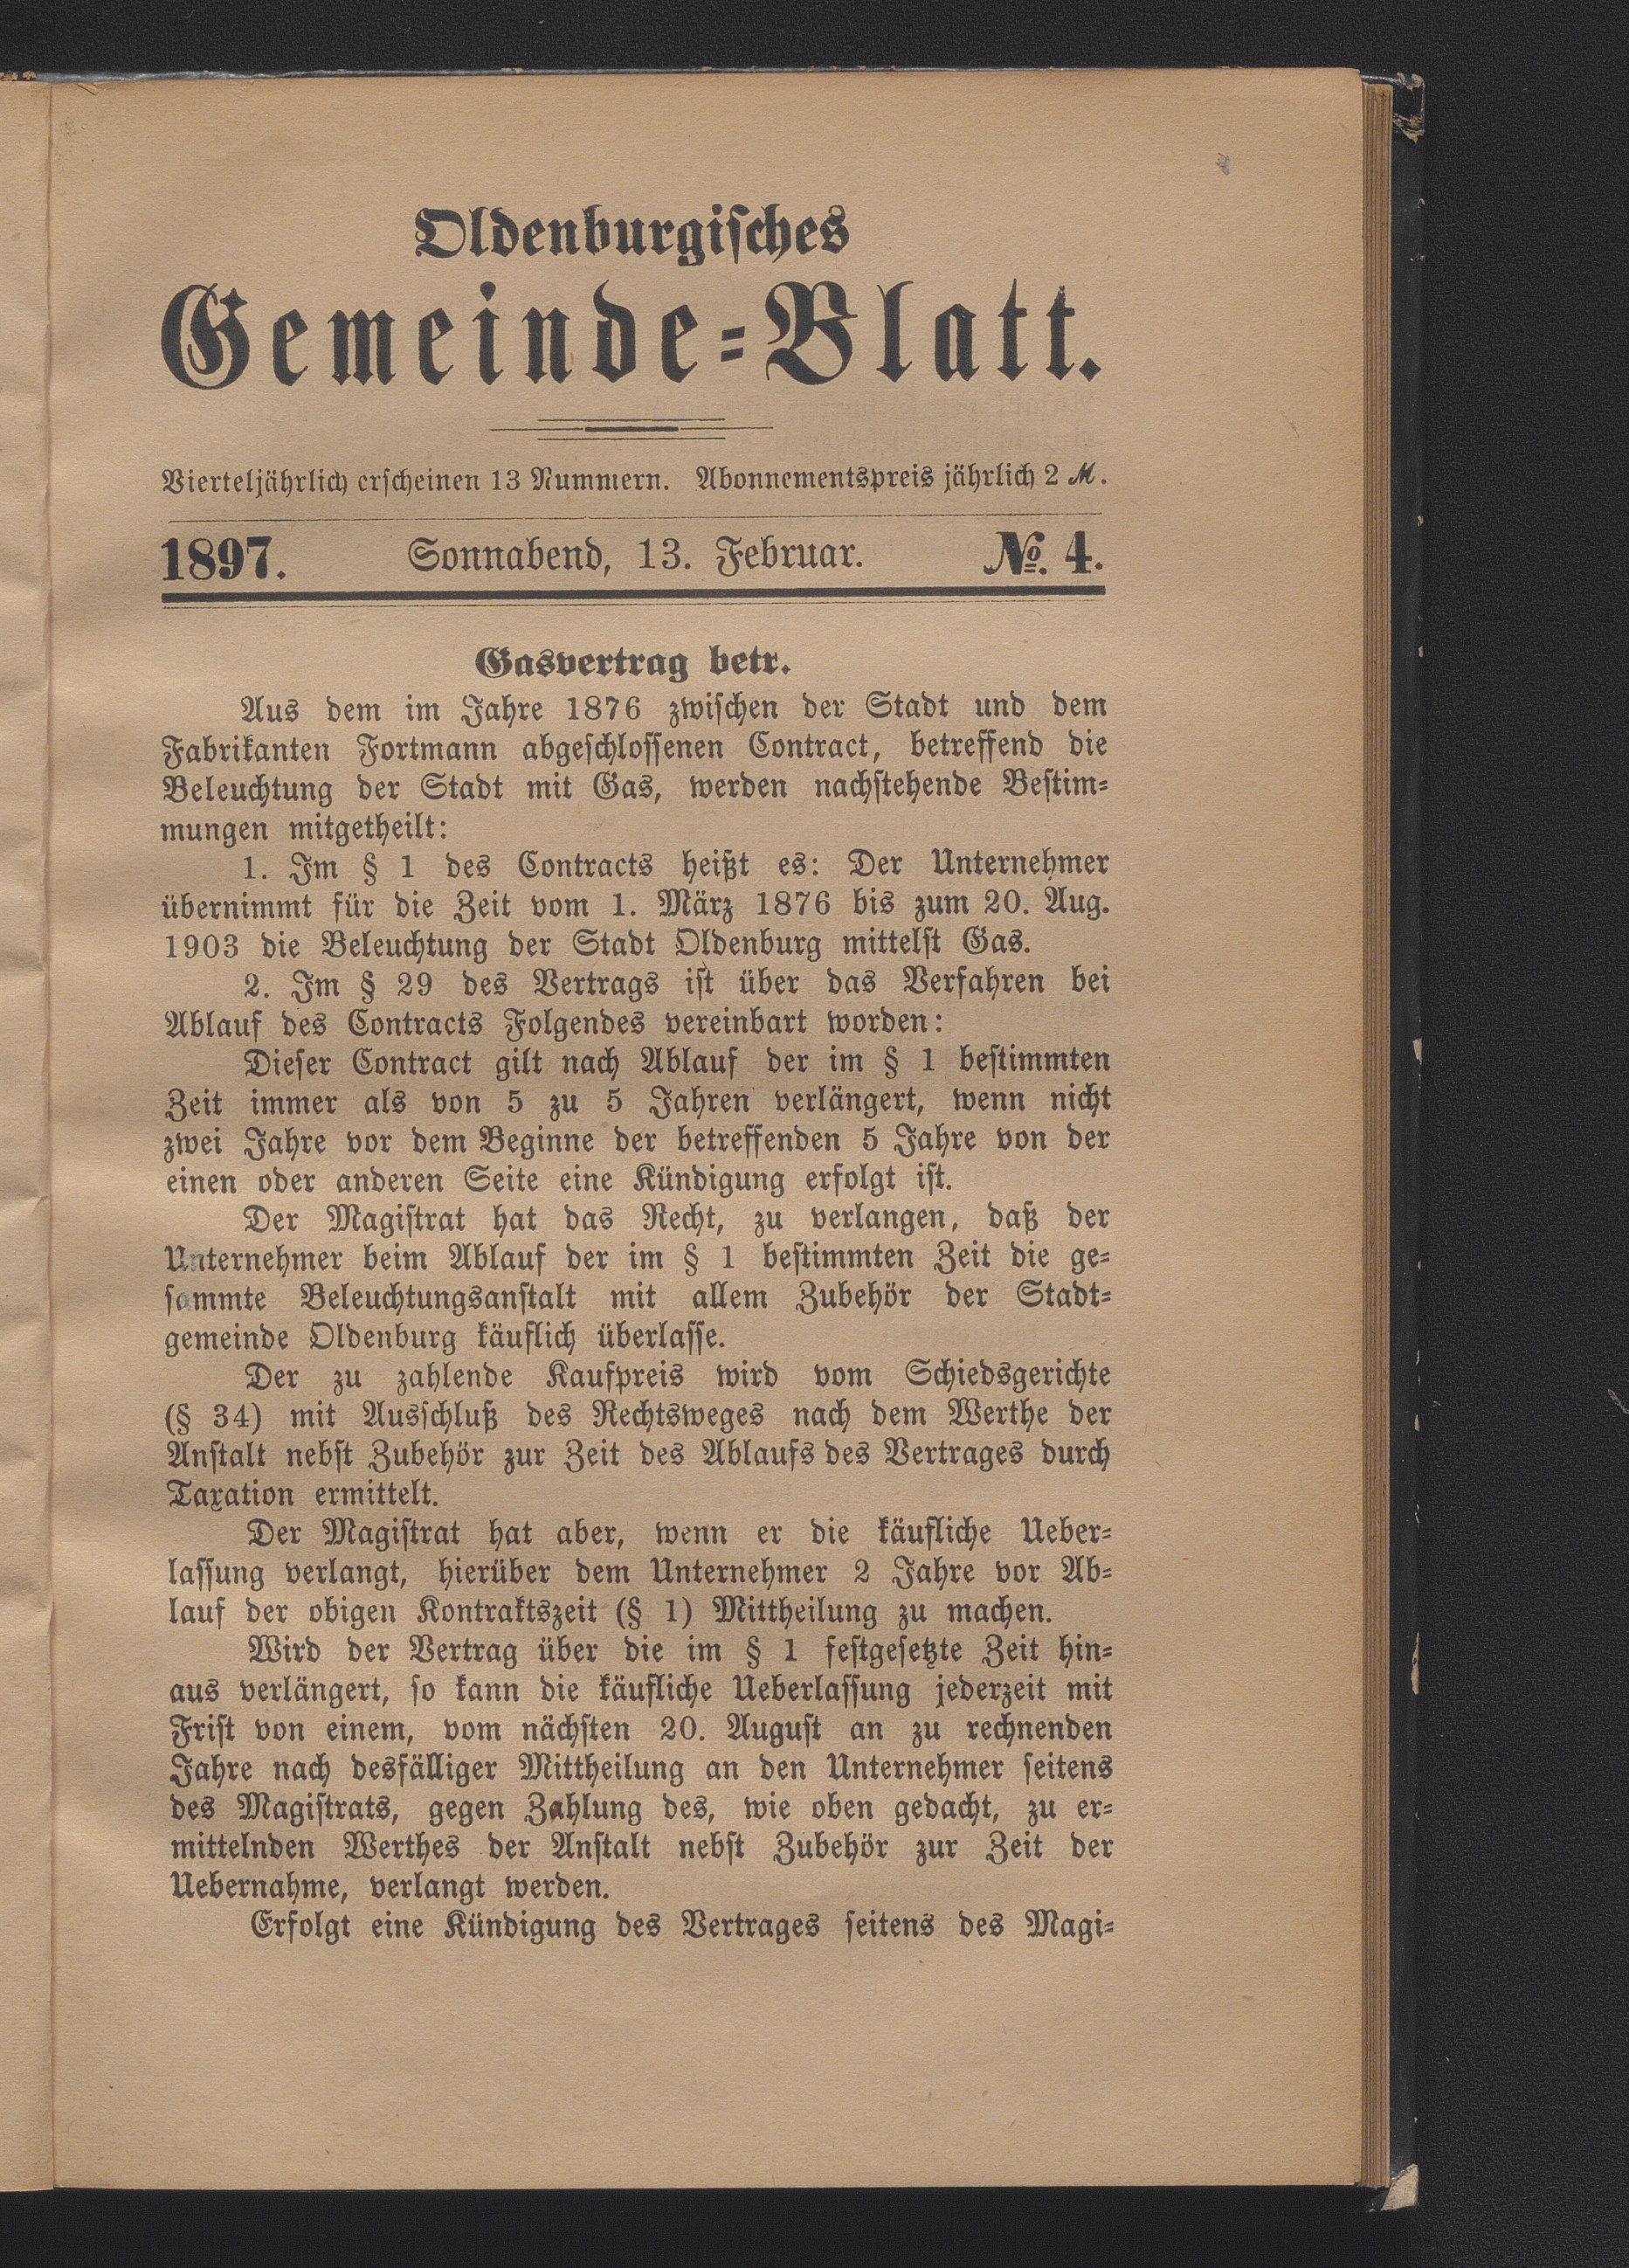 Oldenburgisches
Gemeinde-Blatt.
Vierteljährlich erscheinen 13 Nummern. Abonnementspreis jährlich 2 ℳ.
1897. Sonnabend, 13. Februar. №. 4.
Gasvertrag betr.
Aus dem im Jahre 1876 zwischen der Stadt und dem
Fabrikanten Fortmann abgeschlossenen Contract, betreffend die
Beleuchtung der Stadt mit Gas, werden nachstehende Bestim-
mungen mitgetheilt:
1. Im § 1 des Contracts heißt es: Der Unternehmer
übernimmt für die Zeit vom 1. März 1876 bis zum 20. Aug.
1903 die Beleuchtung der Stadt Oldenburg mittelst Gas.
2. Im § 29 des Vertrags ist über das Verfahren bei
Ablauf des Contracts Folgendes vereinbart worden:
Dieser Contract gilt nach Ablauf der im § 1 bestimmten
Zeit immer als von 5 zu 5 Jahren verlängert, wenn nicht
zwei Jahre vor dem Beginne der betreffenden 5 Jahre von der
einen oder anderen Seite eine Kündigung erfolgt ist.
Der Magistrat hat das Recht, zu verlangen, daß der
Unternehmer beim Ablauf der im § 1 bestimmten Zeit die ge-
sammte Beleuchtungsanstalt mit allem Zubehör der Stadt-
gemeinde Oldenburg käuflich überlasse.
Der zu zahlende Kaufpreis wird vom Schiedsgerichte
(§ 34) mit Ausschluß des Rechtsweges nach dem Werthe der
Anstalt nebst Zubehör zur Zeit des Ablaufs des Vertrages durch
Taxation ermittelt.
Der Magistrat hat aber, wenn er die käufliche Ueber-
lassung verlangt, hierüber dem Unternehmer 2 Jahre vor Ab-
lauf der obigen Kontraktszeit (§ 1) Mittheilung zu machen.
Wird der Vertrag über die im § 1 festgesetzte Zeit hin-
aus verlängert, so kann die käufliche Ueberlassung jederzeit mit
Frist von einem, vom nächsten 20. August an zu rechnenden
Jahre nach desfälliger Mittheilung an den Unternehmer seitens
des Magistrats, gegen Zahlung des, wie oben gedacht, zu er-
mittelnden Werthes der Anstalt nebst Zubehör zur Zeit der
Uebernahme, verlangt werden.
Erfolgt eine Kündigung des Vertrages seitens des Magi-